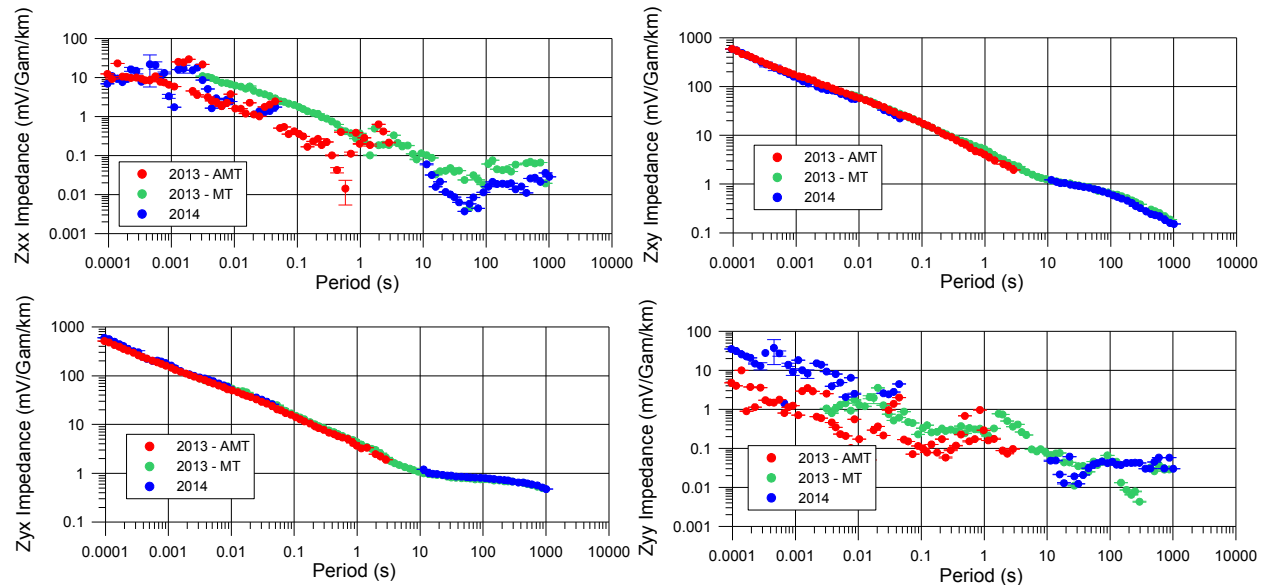 Zxx Impedance (mV/Gam/km)
100
10
1
0.1
0.01
0.001
2013 - AMT
2013 - MT
2014
0.0001 0.001 0.01 0.1 1 10 100 1000 10000
Period (s)
Zxy Impedance (mV/Gam/km)
1000
100
10
1
0.1
2013 - AMT
2013 - MT
2014
0.0001 0.001 0.01 0.1 1 10 100 1000 10000
Period (s)
Zyx Impedance (mV/Gam/km)
1000
100
10
1
0.1
2013 - AMT
2013 - MT
2014
0.0001 0.001 0.01 0.1 1 10 100 1000 10000
Period (s)
Zyy Impedance (mV/Gam/km)
100
10
1
0.1
0.01
0.001
2013 - AMT
2013 - MT
2014
0.0001 0.001 0.01 0.1 1 10 100 1000 10000
Period (s)